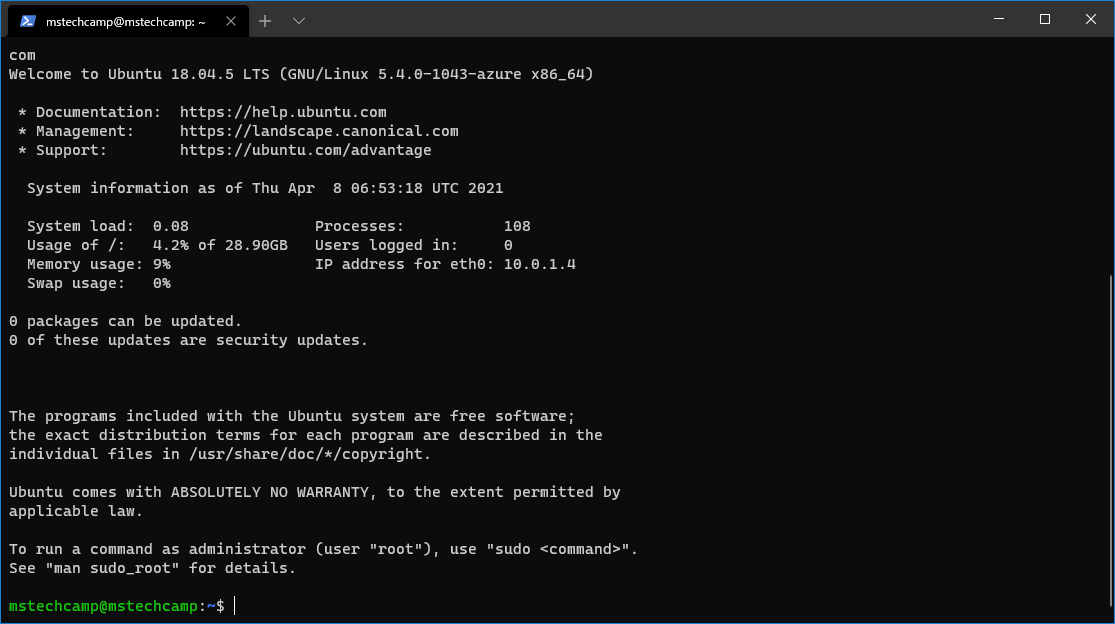 mstechcamp@mstechcamp: ~
com
Welcome to Ubuntu 18.04.5 LTS (GNU/Linux 5.4.0-1043-azure x86_64)
* Documentation:  https://help.ubuntu.com
* Management:     https://landscape.canonical.com
* Support:        https://ubuntu.com/advantage
System information as of Thu Apr  8 06:53:18 UTC 2021
System load:  0.08              Processes:           108
Usage of /:   4.2% of 28.90GB   Users logged in:     0
Memory usage: 9%                IP address for eth0: 10.0.1.4
Swap usage:   0%
0 packages can be updated.
0 of these updates are security updates.
The programs included with the Ubuntu system are free software;
the exact distribution terms for each program are described in the
individual files in /usr/share/doc/*/copyright.
Ubuntu comes with ABSOLUTELY NO WARRANTY, to the extent permitted by
applicable law.
To run a command as administrator (user "root"), use "sudo <command>".
See "man sudo_root" for details.
mstechcamp@mstechcamp:~$